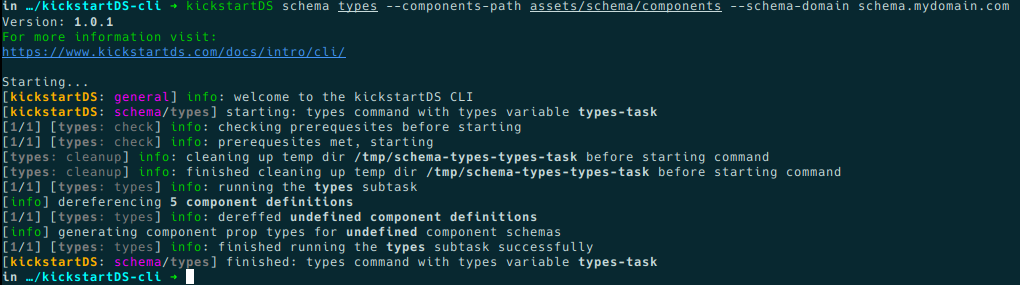 in …/kickstartDS-cli ➜ kickstartDS schema types --components-path assets/schema/components --schema-domain schema.mydomain.com
Version: 1.0.1
For more information visit:
https://www.kickstartds.com/docs/intro/cli/
Starting...
[kickstartDS: general] info: welcome to the kickstartDS CLI
[kickstartDS: schema/types] starting: types command with types variable types-task
[1/1] [types: check] info: checking prerequesites before starting
[1/1] [types: check] info: prerequesites met, starting
[types: cleanup] info: cleaning up temp dir /tmp/schema-types-types-task before starting command
[types: cleanup] info: finished cleaning up temp dir /tmp/schema-types-types-task before starting command
[1/1] [types: types] info: running the types subtask
[info] dereferencing 5 component definitions
[1/1] [types: types] info: dereffed undefined component definitions
[info] generating component prop types for undefined component schemas
[1/1] [types: types] info: finished running the types subtask successfully
[kickstartDS: schema/types] finished: types command with types variable types-task
in …/kickstartDS-cli ➜